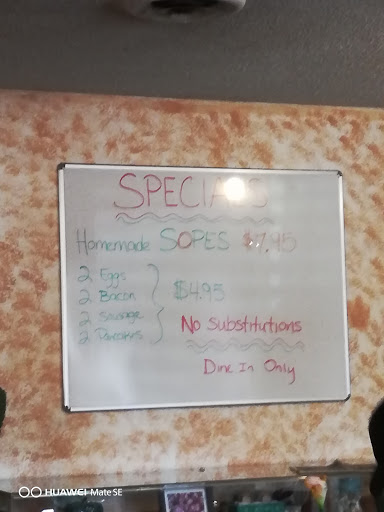 SPECIALS
Homemade SOPES $7.95
2 Eggs
2 Bacon
$4.95
2 Sausage
2 Pancakes
No Substitutions
Dine In Only
HUAWEI Mate SE